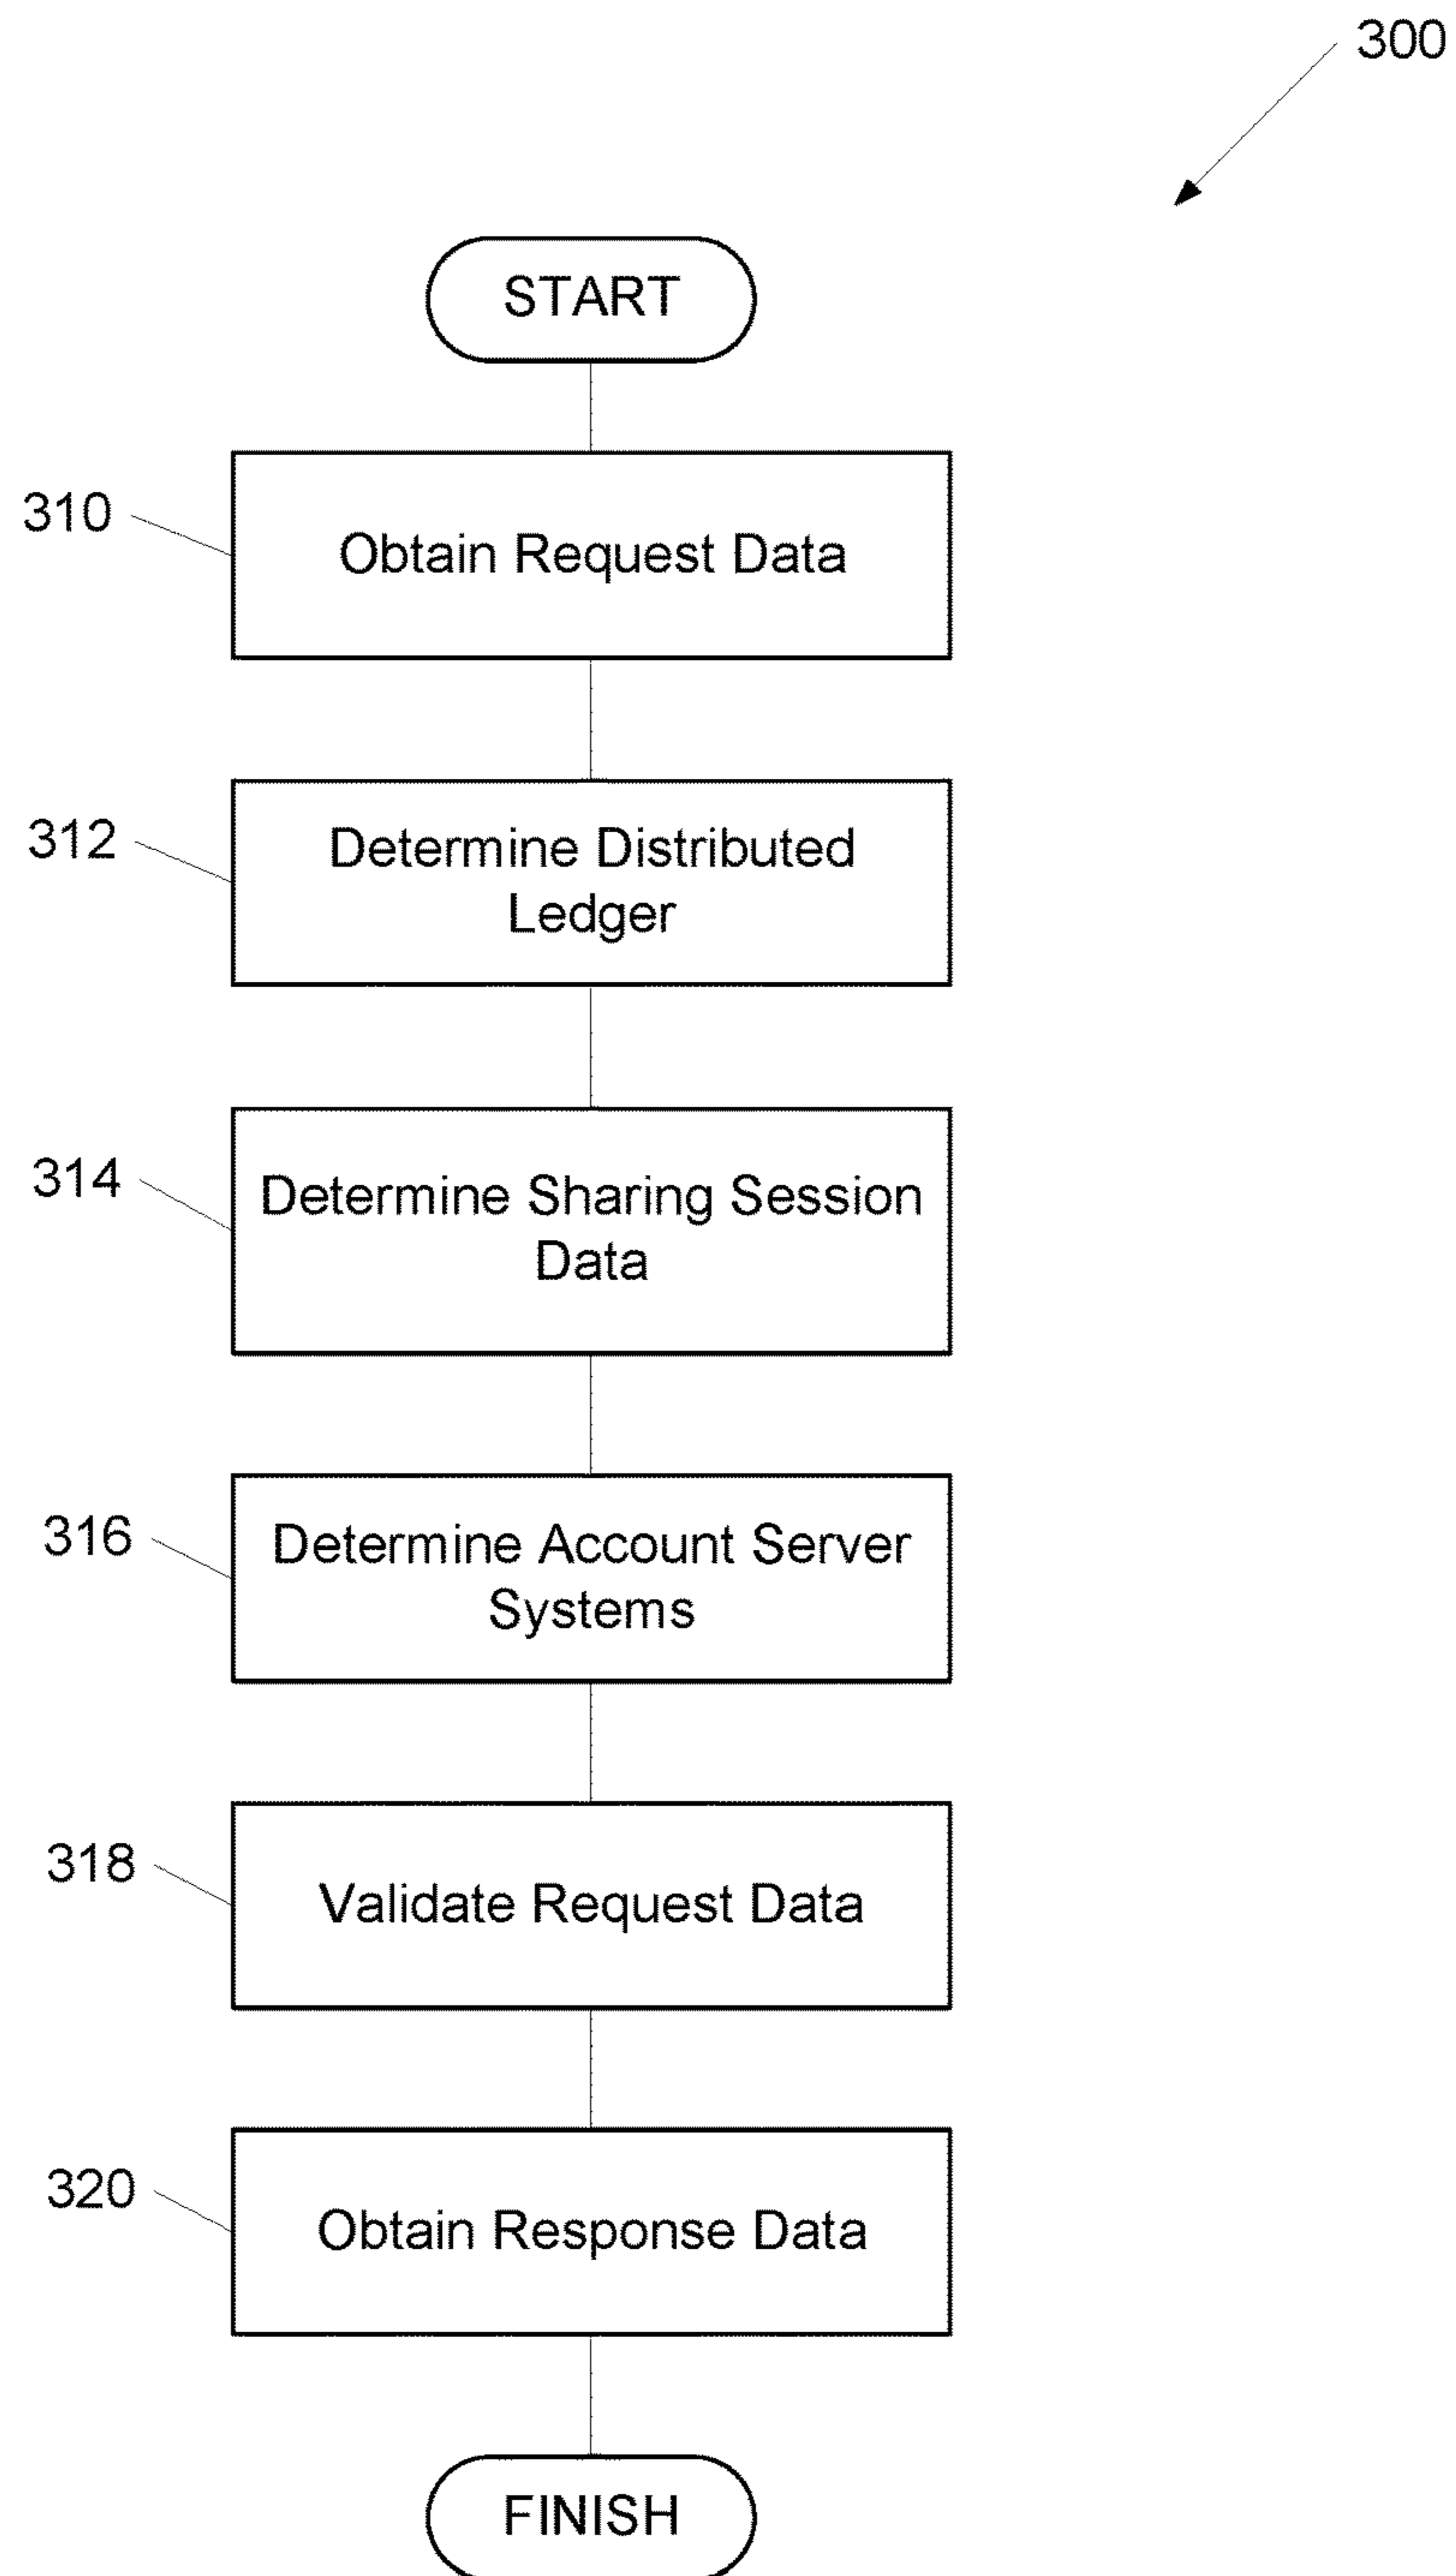 300
START
310
Obtain Request Data
312
Determine Distributed
Ledger
314
Determine Sharing Session
Data
316
Determine Account Server
Systems
318
Validate Request Data
320
Obtain Response Data
FINISH